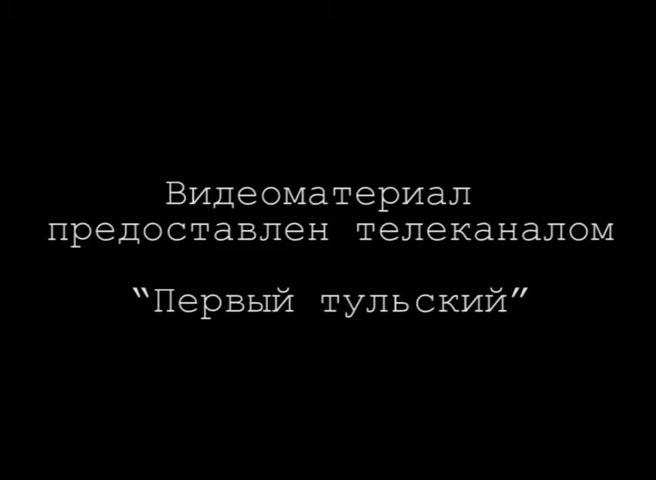 Видеоматериал
предоставлен телеканалом
“Первый тульский”